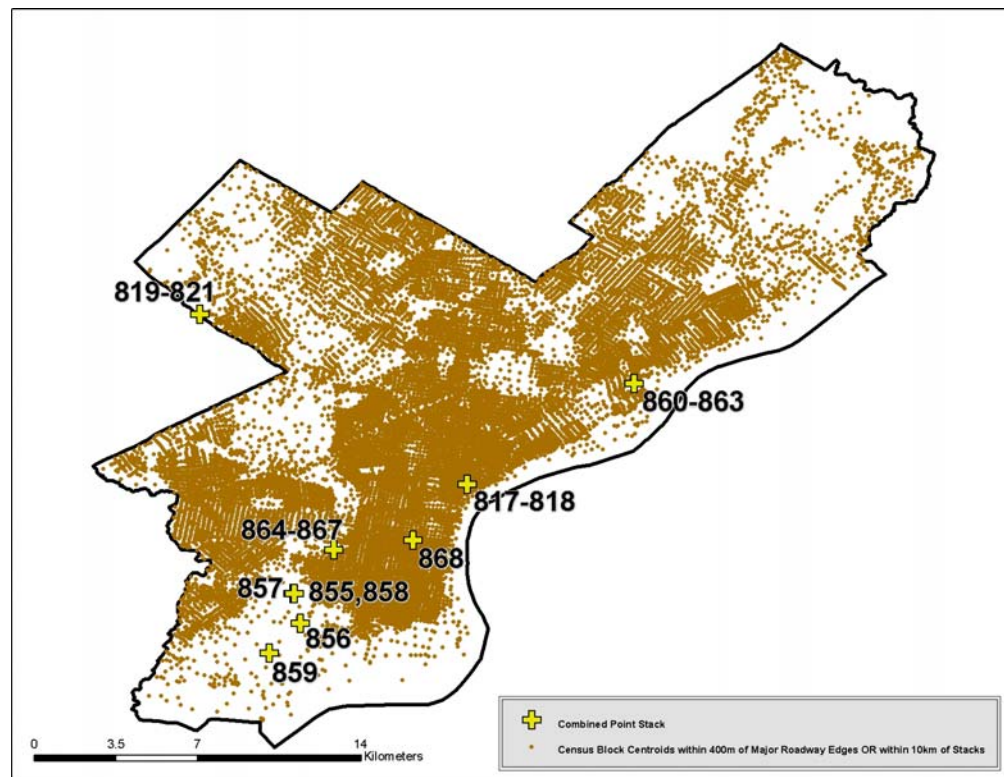 819-821
860-863
817-818
864-867
868
857
855,858
856
859
0 3.5 7 14
Kilometers
Combined Point Stack
Census Block Centroids within 400m of Major Roadway Edges OR within 10km of Stacks